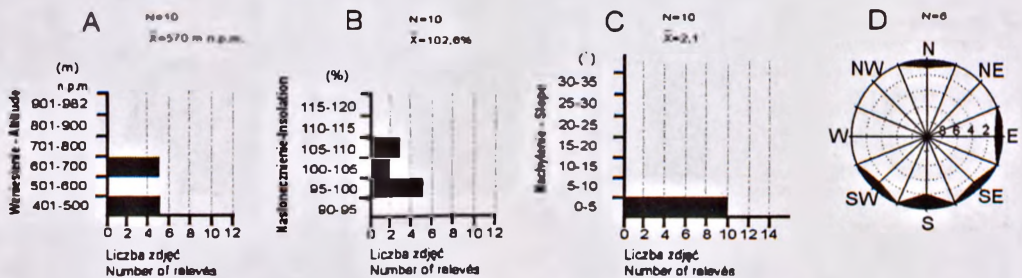 A
N=10
X̄=570 m n.p.m.
Wzniesienie - Altitude
(m)
n.p.m
901-982
801-900
701-800
601-700
501-600
401-500
0 2 4 6 8 10 12
Liczba zdjęć
Number of relevés
B
N=10
X̄=102,6%
Nasłonecznienie-Insolation
(%)
115-120
110-115
105-110
100-105
95-100
90-95
0 2 4 6 8 10 12
Liczba zdjęć
Number of relevés
C
N=10
X̄=2,1
Nachylenie - Slope
(°)
30-35
25-30
20-25
15-20
10-15
5-10
0-5
0 2 4 6 8 10 12 14
Liczba zdjęć
Number of relevés
D
N=6
N
NW NE
W 8 6 4 2 E
SW SE
S